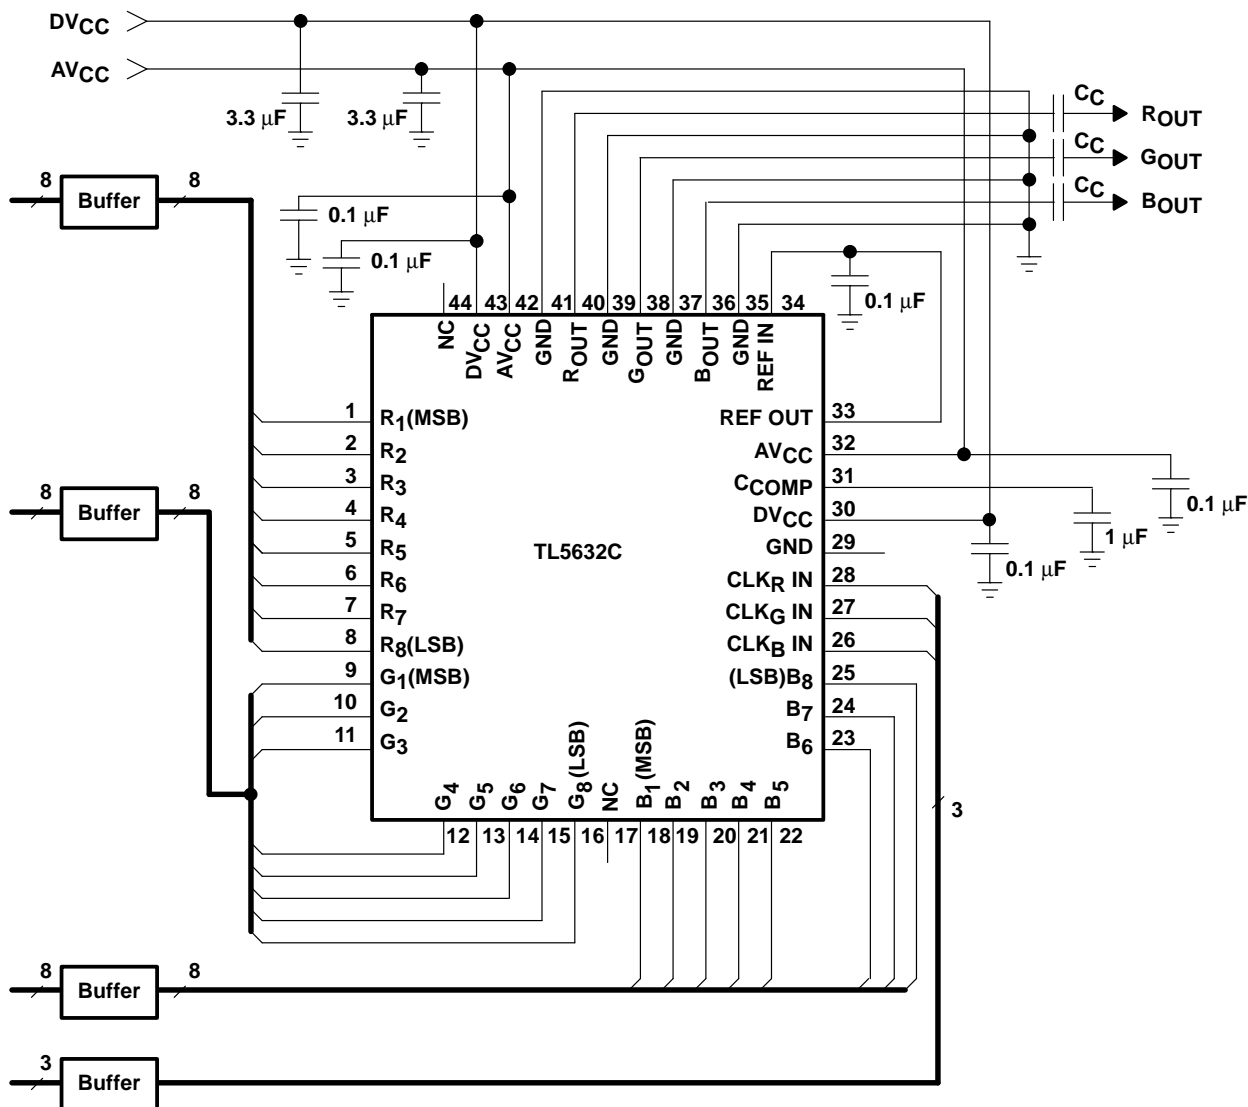 DVCC
AVCC
3.3 µF
3.3 µF
CC
ROUT
CC
GOUT
CC
BOUT
8
Buffer
8
0.1 µF
0.1 µF
0.1 µF
44 43 42 41 40 39 38 37 36 35 34
NC
DVCC
AVCC
GND
ROUT
GND
GOUT
GND
BOUT
GND
REF IN
1 R1(MSB)
2 R2
3 R3
4 R4
5 R5
6 R6
7 R7
8 R8(LSB)
9 G1(MSB)
10 G2
11 G3
8
Buffer
8
TL5632C
REF OUT 33
AVCC 32
CCOMP 31
DVCC 30
GND 29
CLKR IN 28
CLKG IN 27
CLKB IN 26
(LSB)B8 25
B7 24
B6 23
0.1 µF
1 µF
0.1 µF
G4
G5
G6
G7
G8(LSB)
NC
B1(MSB)
B2
B3
B4
B5
12 13 14 15 16 17 18 19 20 21 22
3
8
Buffer
8
3
Buffer